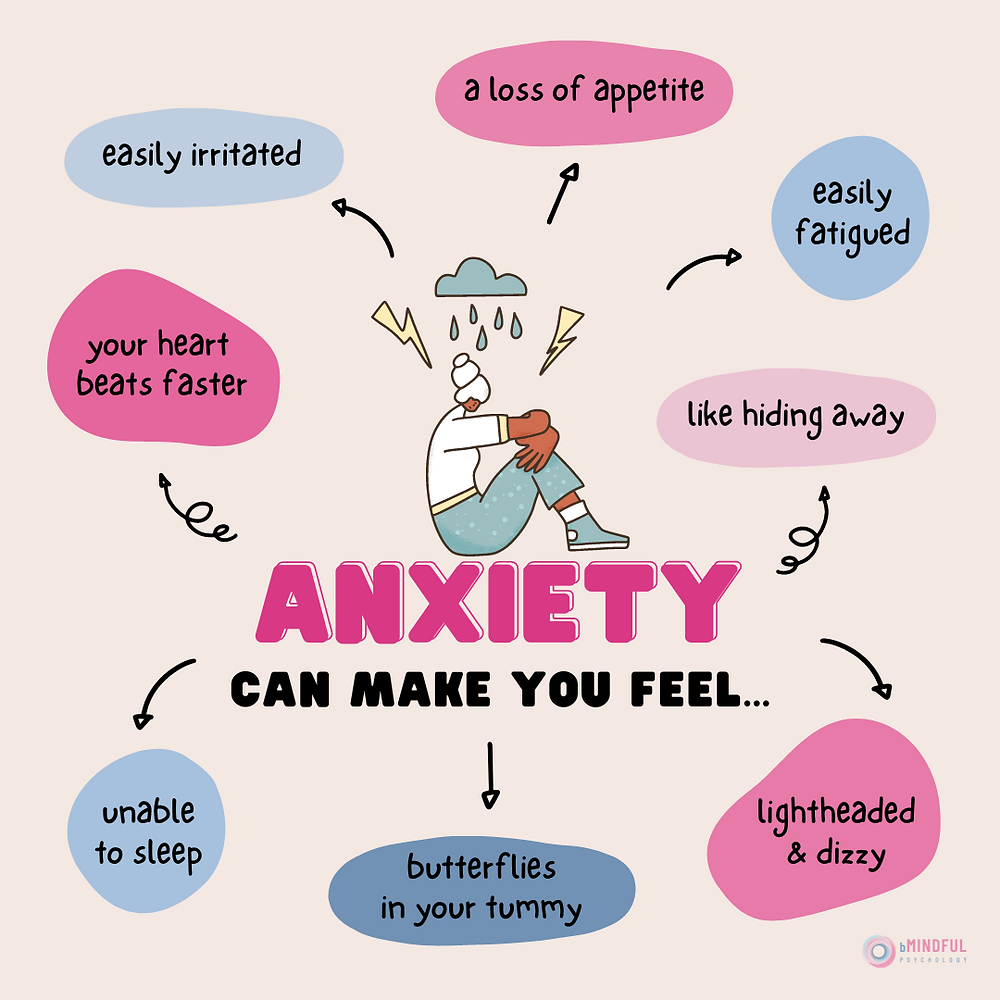 a loss of appetite
easily irritated
easily
fatigued
your heart
beats faster
like hiding away
ANXIETY
CAN MAKE YOU FEEL...
unable
to sleep
butterflies
in your tummy
lightheaded
& dizzy
bMINDFUL
PSYCHOLOGY